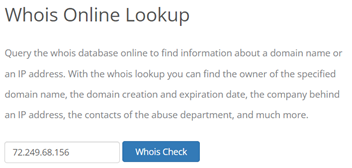 Whois Online Lookup
Query the whois database online to find information about a domain name or
an IP address. With the whois lookup you can find the owner of the specified
domain name, the domain creation and expiration date, the company behind
an IP address, the contacts of the abuse department, and much more.
72.249.68.156 Whois Check